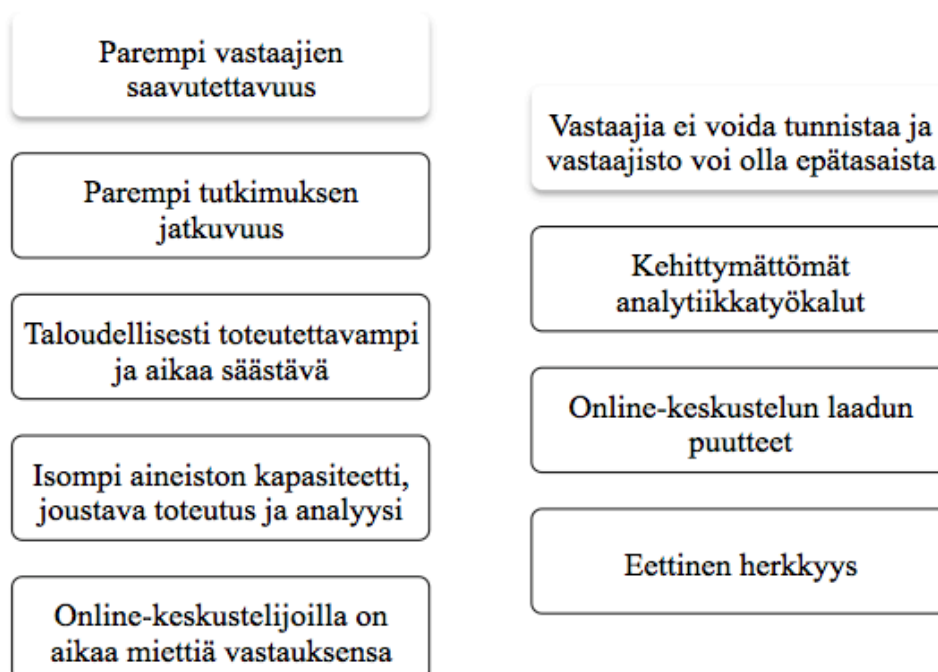 Parempi vastaajien
saavutettavuus
Parempi tutkimuksen
jatkuvuus
Taloudellisesti toteutettavampi
ja aikaa säästävä
Isompi aineiston kapasiteetti,
joustava toteutus ja analyysi
Online-keskustelijoilla on
aikaa miettiä vastauksensa
Vastaajia ei voida tunnistaa ja
vastaajisto voi olla epätasaista
Kehittymättömät
analytiikkatyökalut
Online-keskustelun laadun
puutteet
Eettinen herkkyys